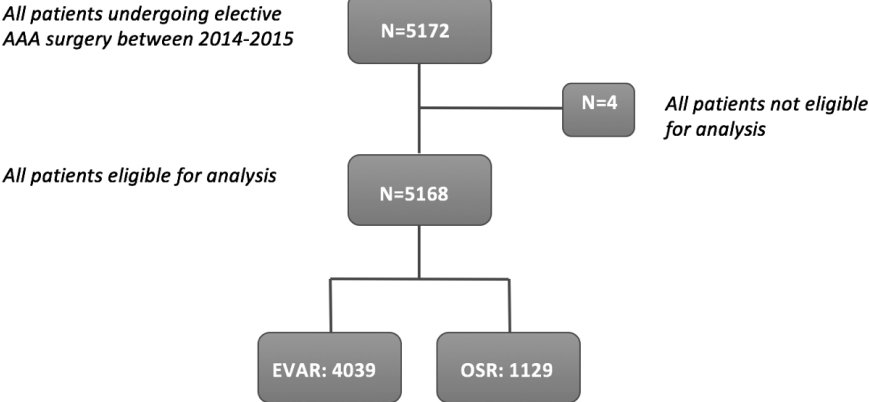 All patients undergoing elective
AAA surgery between 2014-2015
N=5172
N=4
All patients not eligible
for analysis
All patients eligible for analysis
N=5168
EVAR: 4039
OSR: 1129